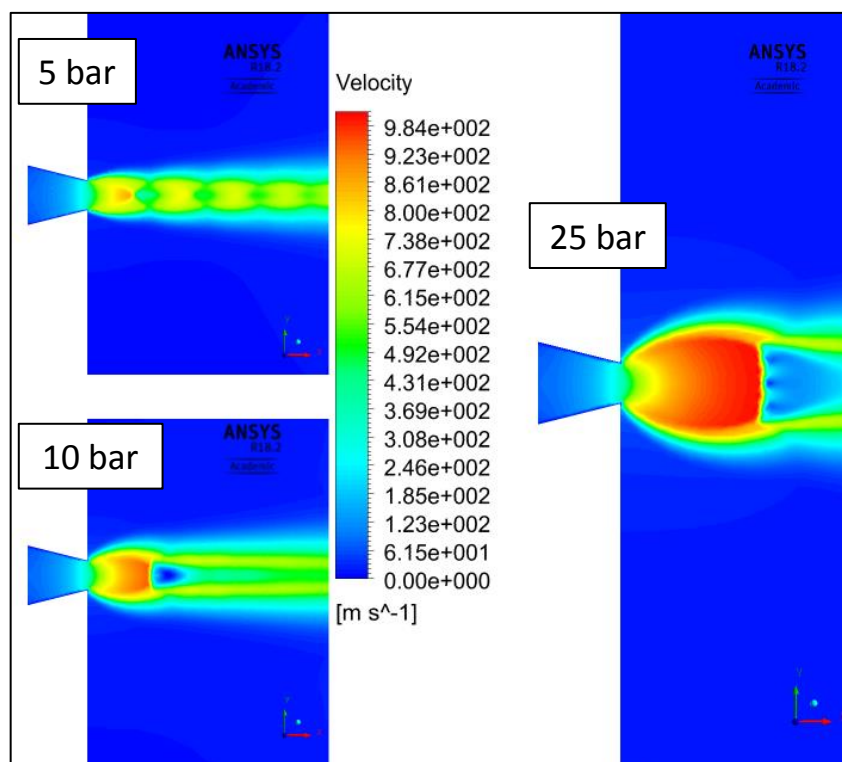 5 bar
ANSYS
R18.2
Academic
Velocity
9.84e+002
9.23e+002
8.61e+002
8.00e+002
7.38e+002
6.77e+002
6.15e+002
5.54e+002
4.92e+002
4.31e+002
3.69e+002
3.08e+002
2.46e+002
1.85e+002
1.23e+002
6.15e+001
0.00e+000
[m s^-1]
10 bar
ANSYS
R18.2
Academic
25 bar
ANSYS
R18.2
Academic